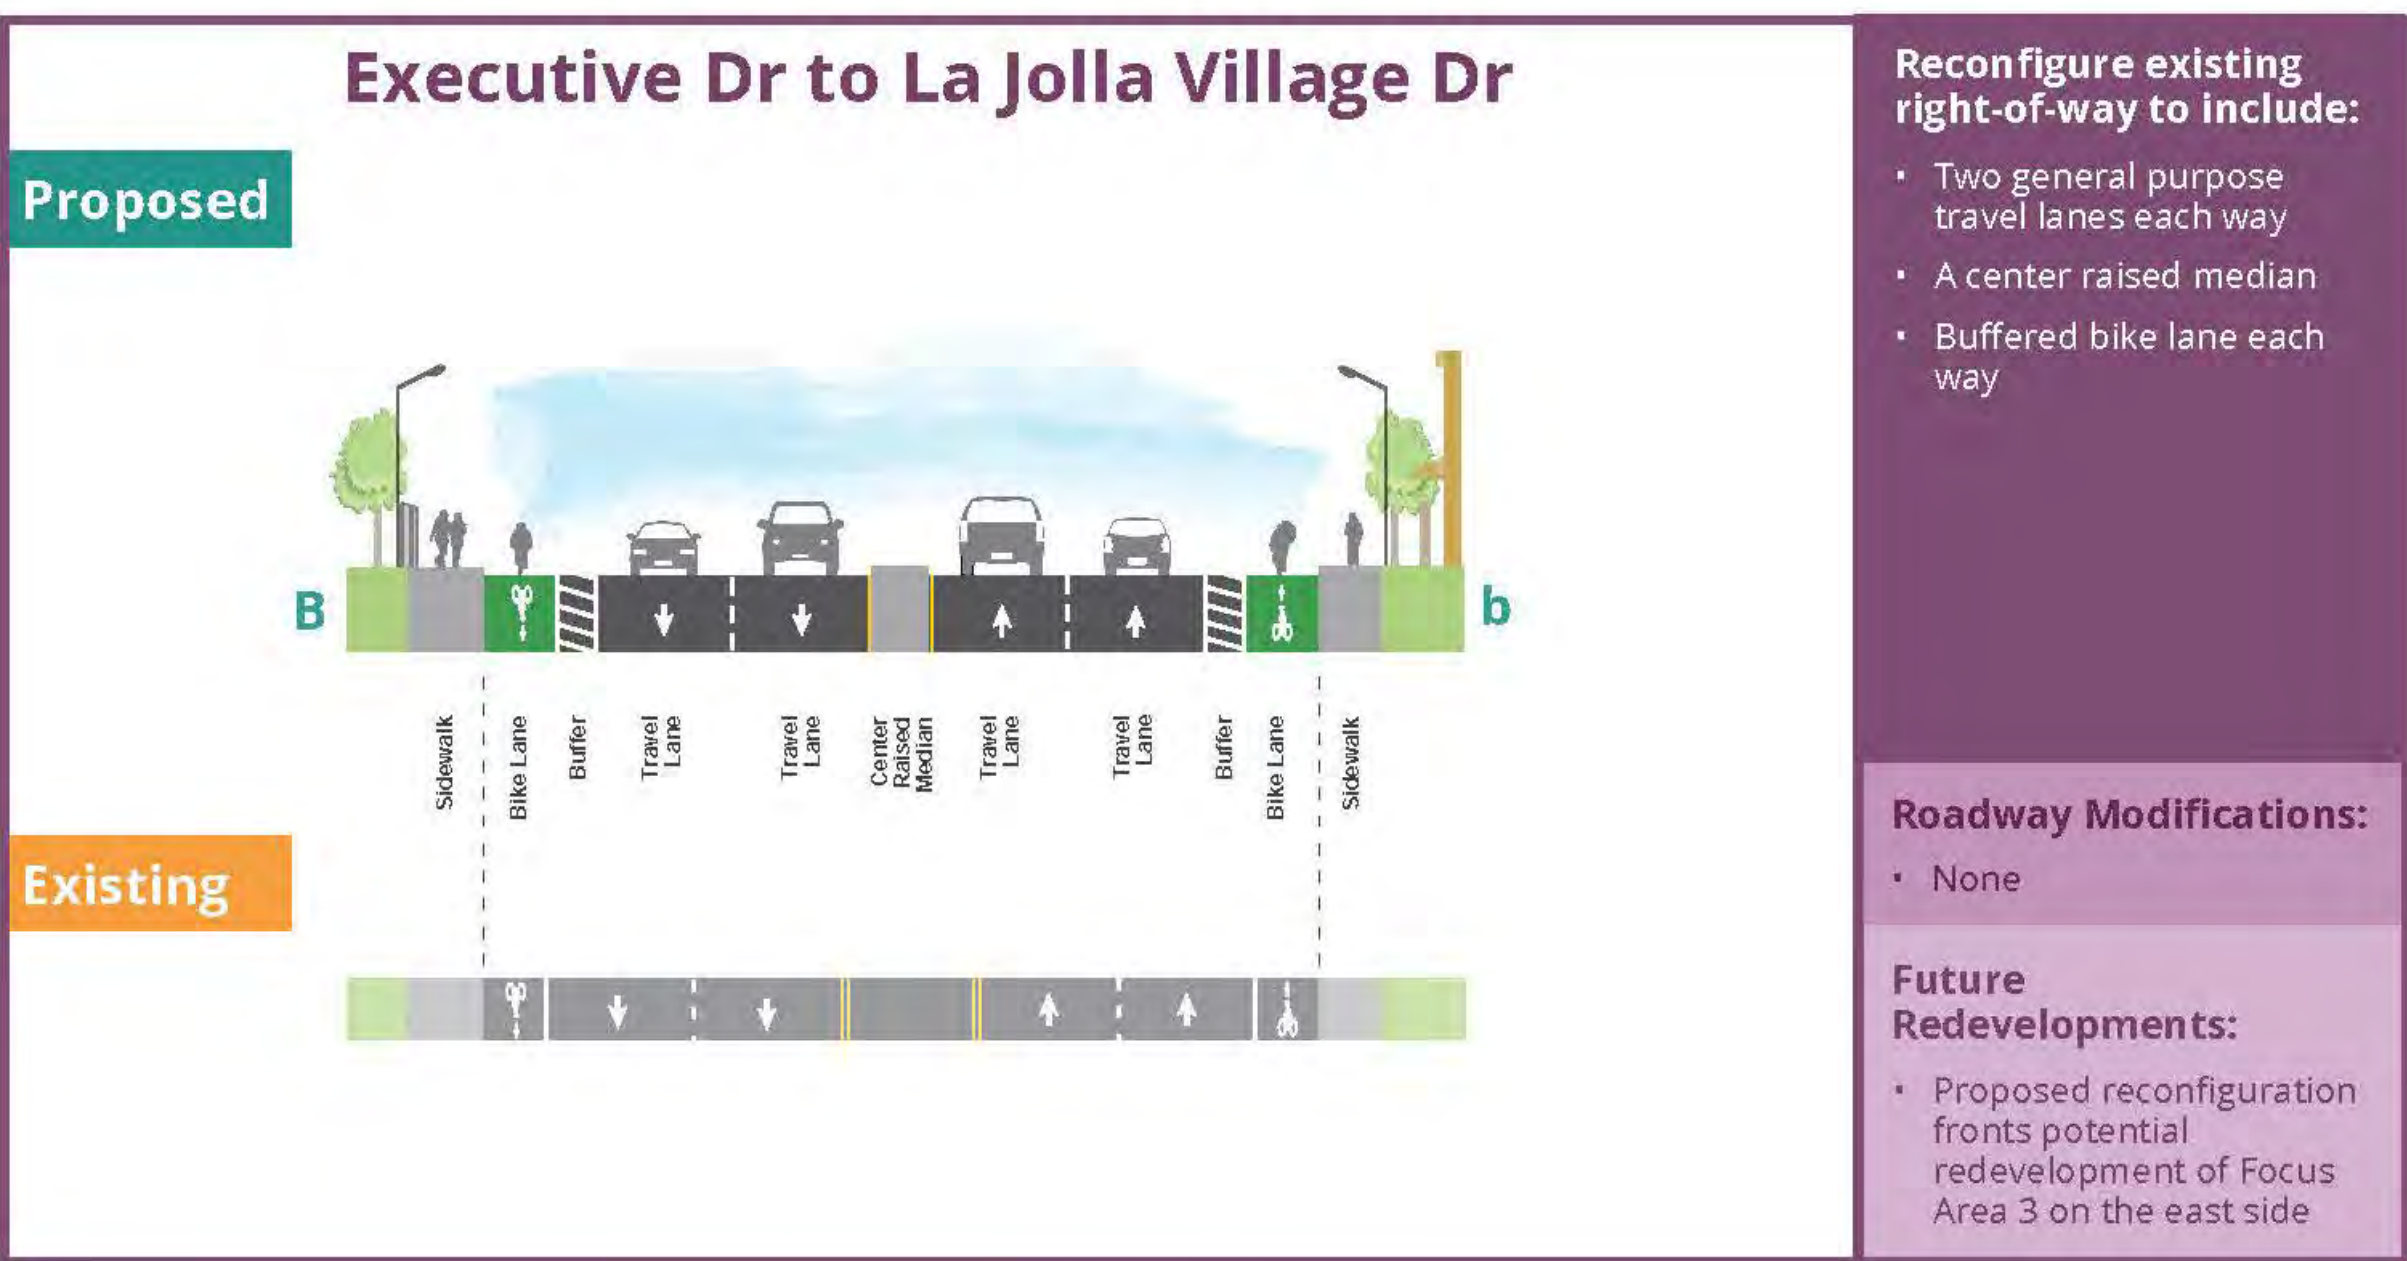 Executive Dr to La Jolla Village Dr
Proposed
B
b
Sidewalk
Bike Lane
Buffer
Travel
Lane
Travel
Lane
Center
Raised
Median
Travel
Lane
Travel
Lane
Buffer
Bike Lane
Sidewalk
Existing
Reconfigure existing
right-of-way to include:
• Two general purpose
travel lanes each way
• A center raised median
• Buffered bike lane each
way
Roadway Modifications:
• None
Future
Redevelopments:
• Proposed reconfiguration
fronts potential
redevelopment of Focus
Area 3 on the east side